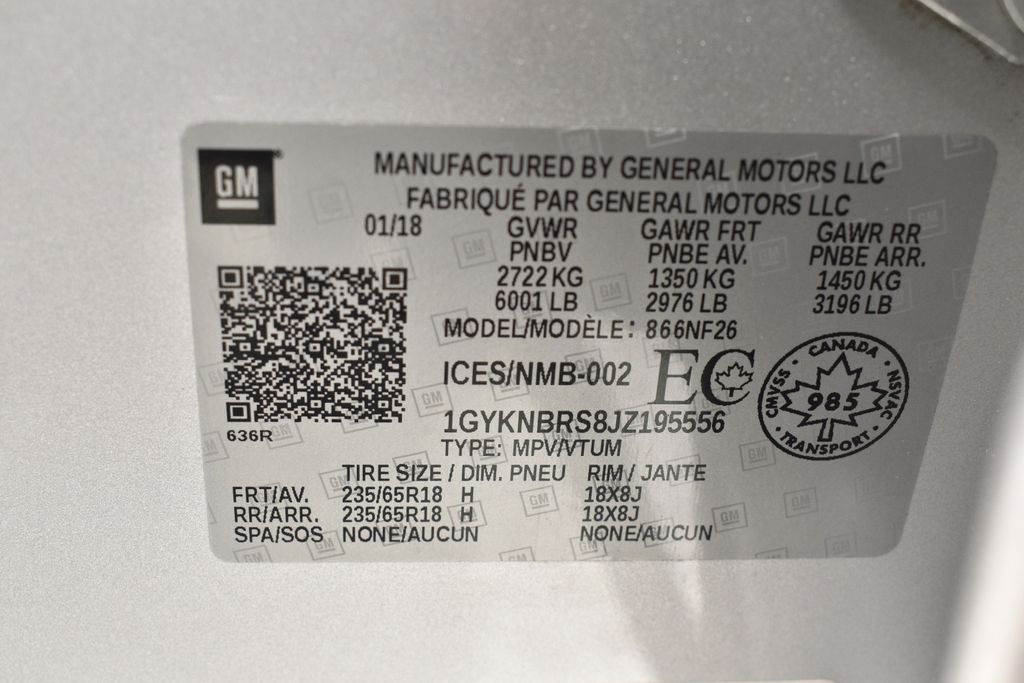 GM
MANUFACTURED BY GENERAL MOTORS LLC
FABRIQUÉ PAR GENERAL MOTORS LLC
01/18 GVWR GAWR FRT GAWR RR
PNBV PNBE AV. PNBE ARR.
2722 KG 1350 KG 1450 KG
6001 LB 2976 LB 3196 LB
MODEL/MODÈLE: 866NF26
ICES/NMB-002 EC
CANADA
CMVSS · NSVAC
985
TRANSPORT
1GYKNBRS8JZ195556
636R
TYPE: MPV/VTUM
TIRE SIZE / DIM. PNEU RIM / JANTE
FRT/AV. 235/65R18 H 18X8J
RR/ARR. 235/65R18 H 18X8J
SPA/SOS NONE/AUCUN NONE/AUCUN